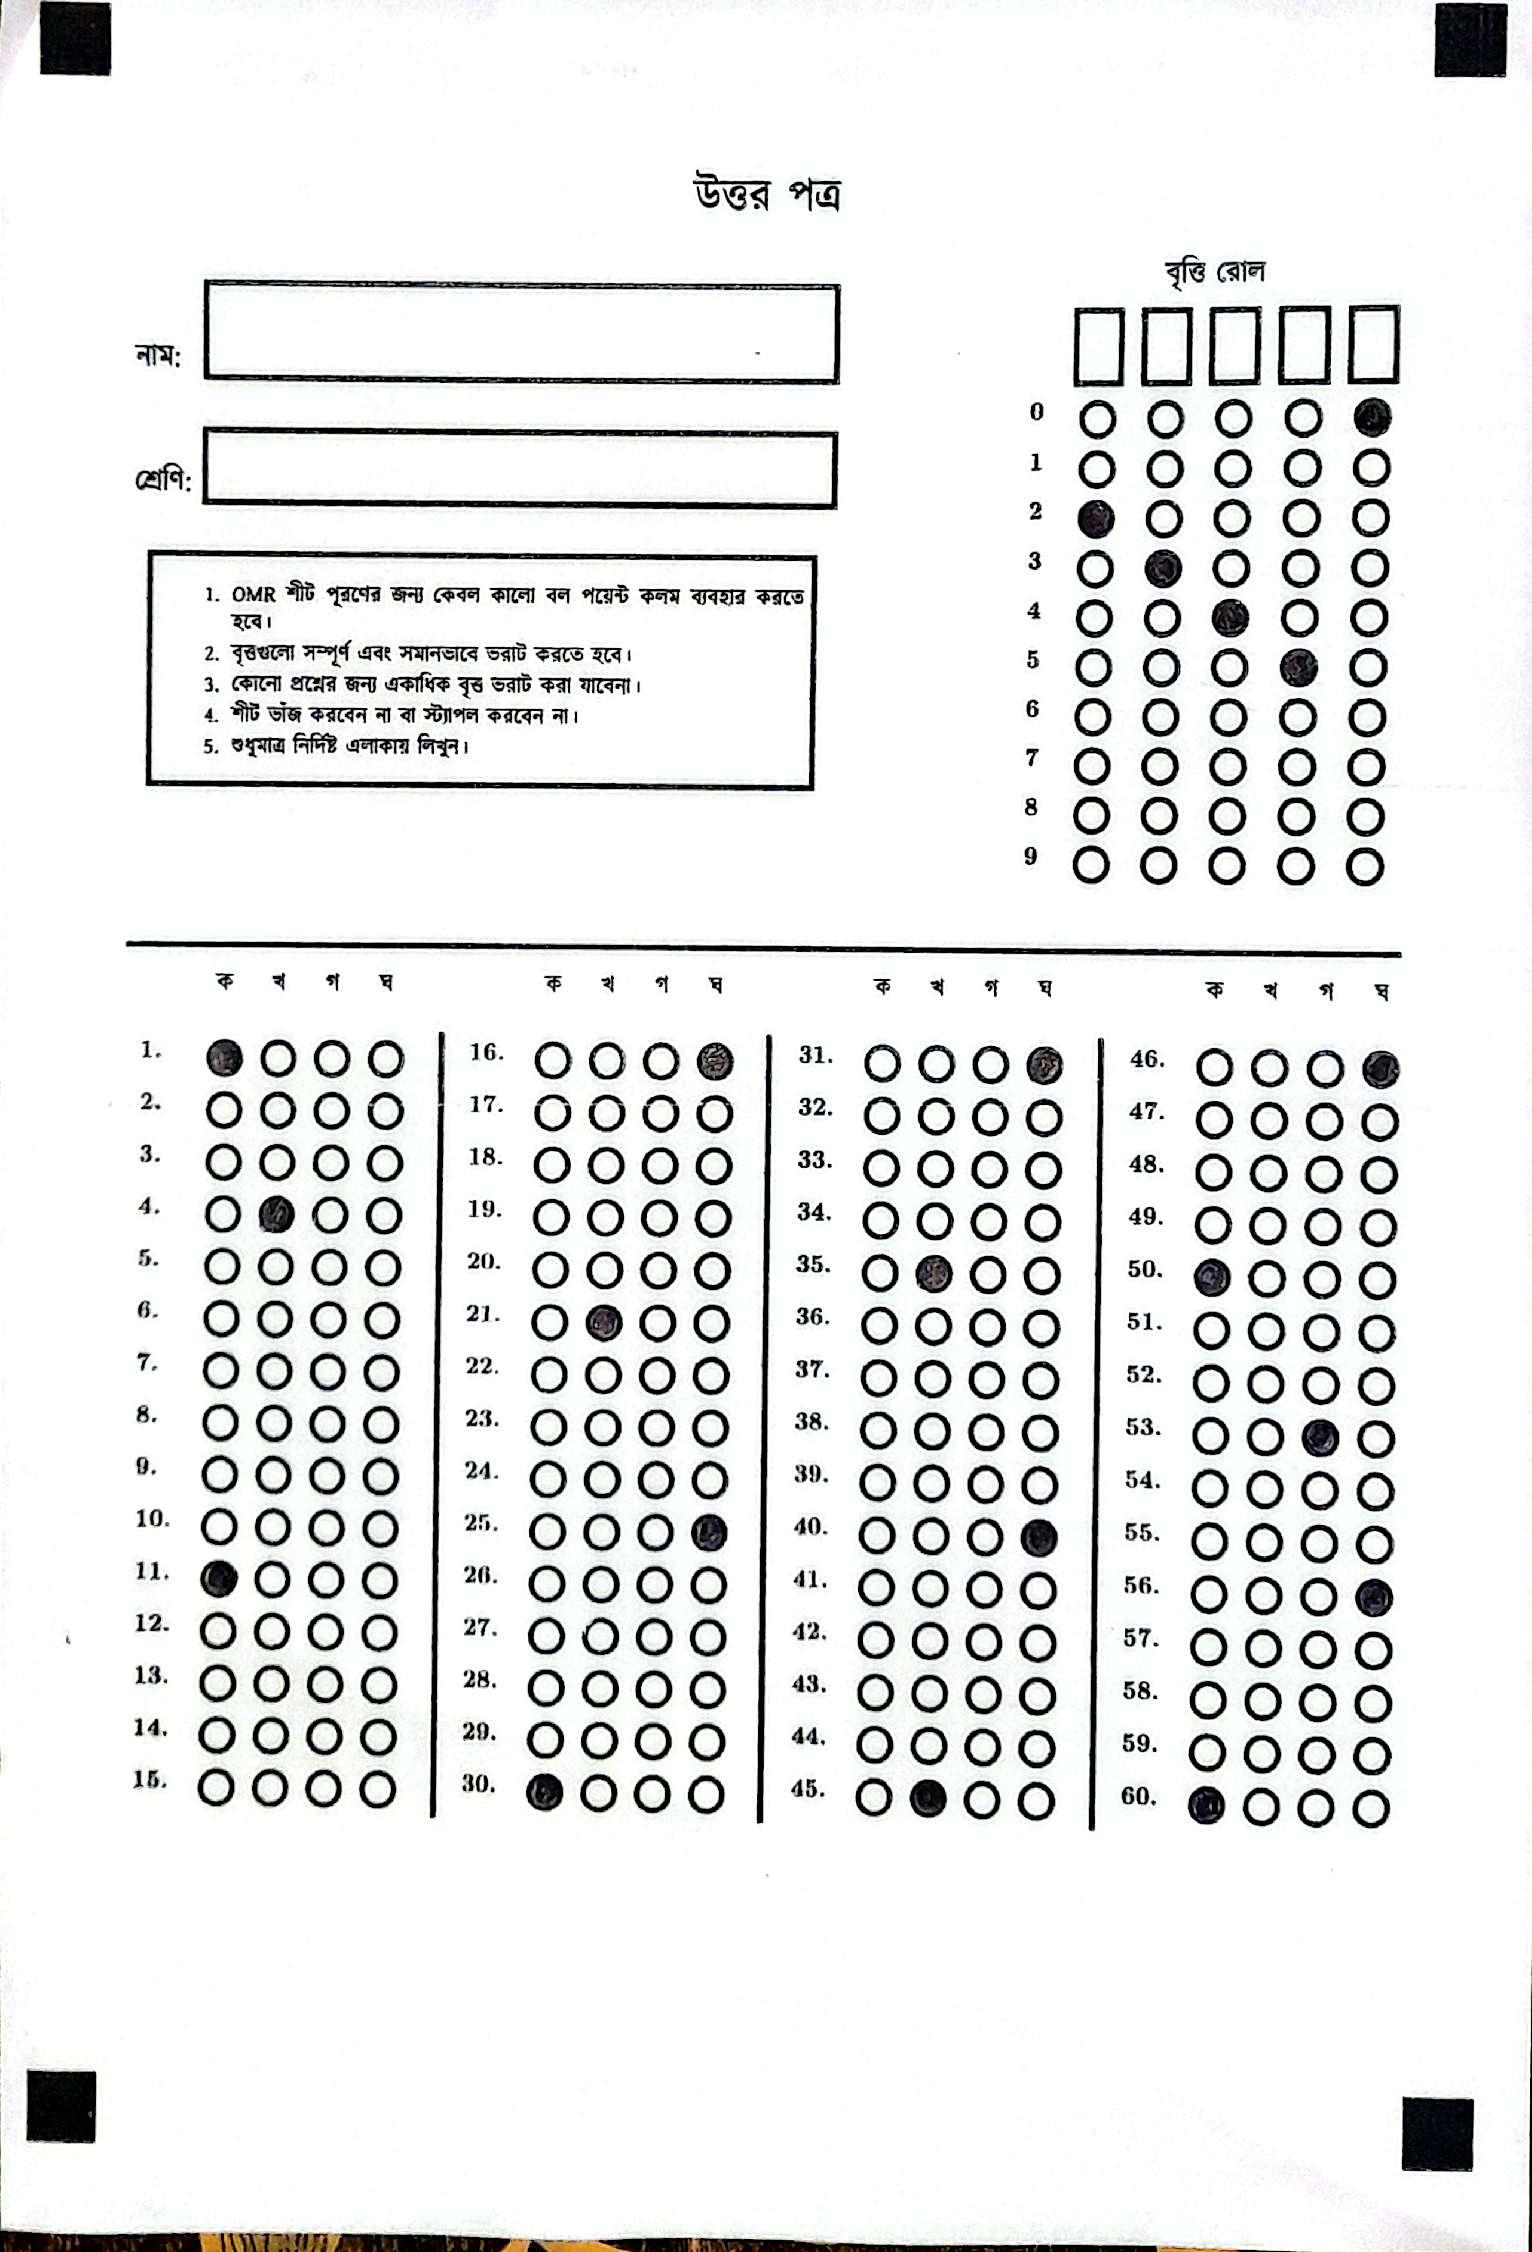 উত্তর পত্র
বৃত্তি রোল
নাম:
শ্রেণি:
1. OMR শীট পূরণের জন্য কেবল কালো বল পয়েন্ট কলম ব্যবহার করতে
হবে।
2. বৃত্তগুলো সম্পূর্ণ এবং সমানভাবে ভরাট করতে হবে।
3. কোনো প্রশ্নের জন্য একাধিক বৃত্ত ভরাট করা যাবেনা।
4. শীট ভাঁজ করবেন না বা স্ট্যাপল করবেন না।
5. শুধুমাত্র নির্দিষ্ট এলাকায় লিখুন।
0
1
2
3
4
5
6
7
8
9
ক খ গ ঘ ক খ গ ঘ ক খ গ ঘ ক খ গ ঘ
1. 16. 31. 46.
2. 17. 32. 47.
3. 18. 33. 48.
4. 19. 34. 49.
5. 20. 35. 50.
6. 21. 36. 51.
7. 22. 37. 52.
8. 23. 38. 53.
9. 24. 39. 54.
10. 25. 40. 55.
11. 26. 41. 56.
12. 27. 42. 57.
13. 28. 43. 58.
14. 29. 44. 59.
15. 30. 45. 60.